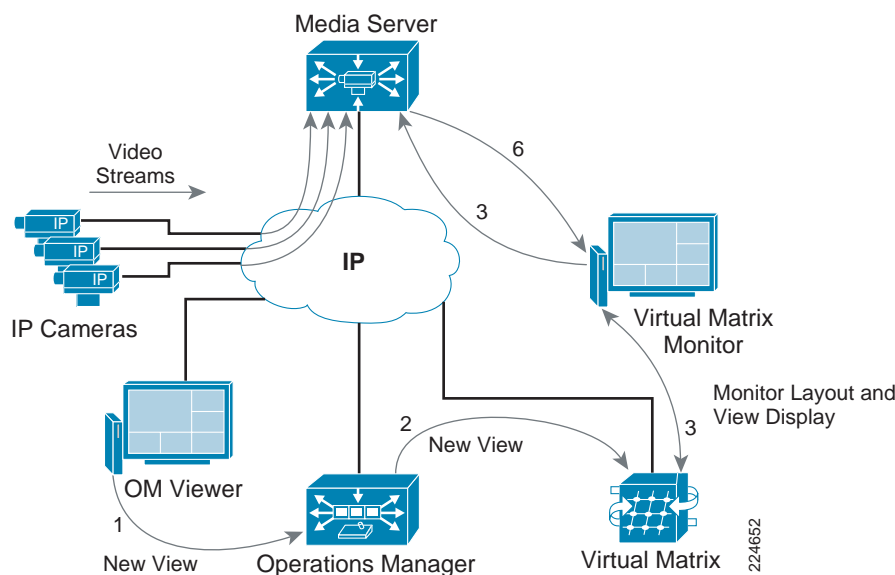 Media Server
Video
Streams
6
3
IP
IP
IP
IP
IP Cameras
Virtual Matrix
Monitor
Monitor Layout and
View Display
3
2
New View
OM Viewer
1
New View
Operations Manager
Virtual Matrix
224652